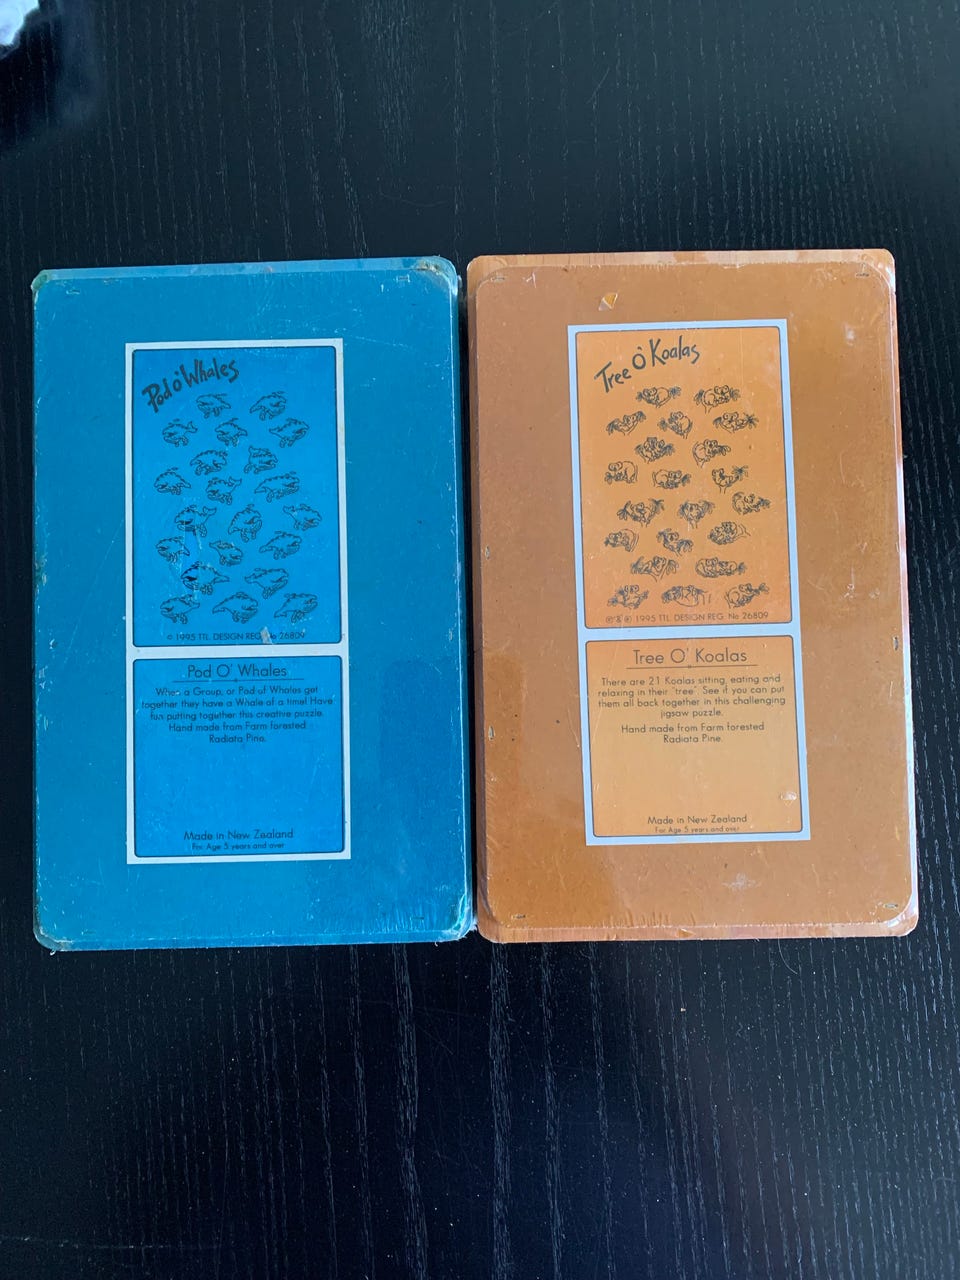 Pod o' Whales
© 1995 TTL DESIGN REG. No 26809
Pod O' Whales
When a Group, or Pod of Whales get
together they have a Whale of a time! Have
fun putting together this creative puzzle.
Hand made from Farm forested
Radiata Pine.
Made in New Zealand
For Age 5 years and over
Tree O' Koalas
1995 TTL DESIGN REG. No 26809
Tree O' Koalas
There are 21 Koalas sitting, eating and
relaxing in their "tree". See if you can put
them all back together in this challenging
jigsaw puzzle.
Hand made from Farm forested
Radiata Pine.
Made in New Zealand
For Age 5 years and over